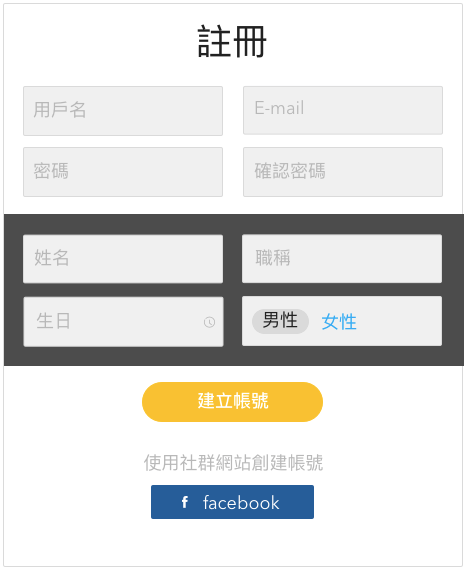 註冊
用戶名
E-mail
密碼
確認密碼
姓名
職稱
生日
男性 女性
建立帳號
使用社群網站創建帳號
f facebook